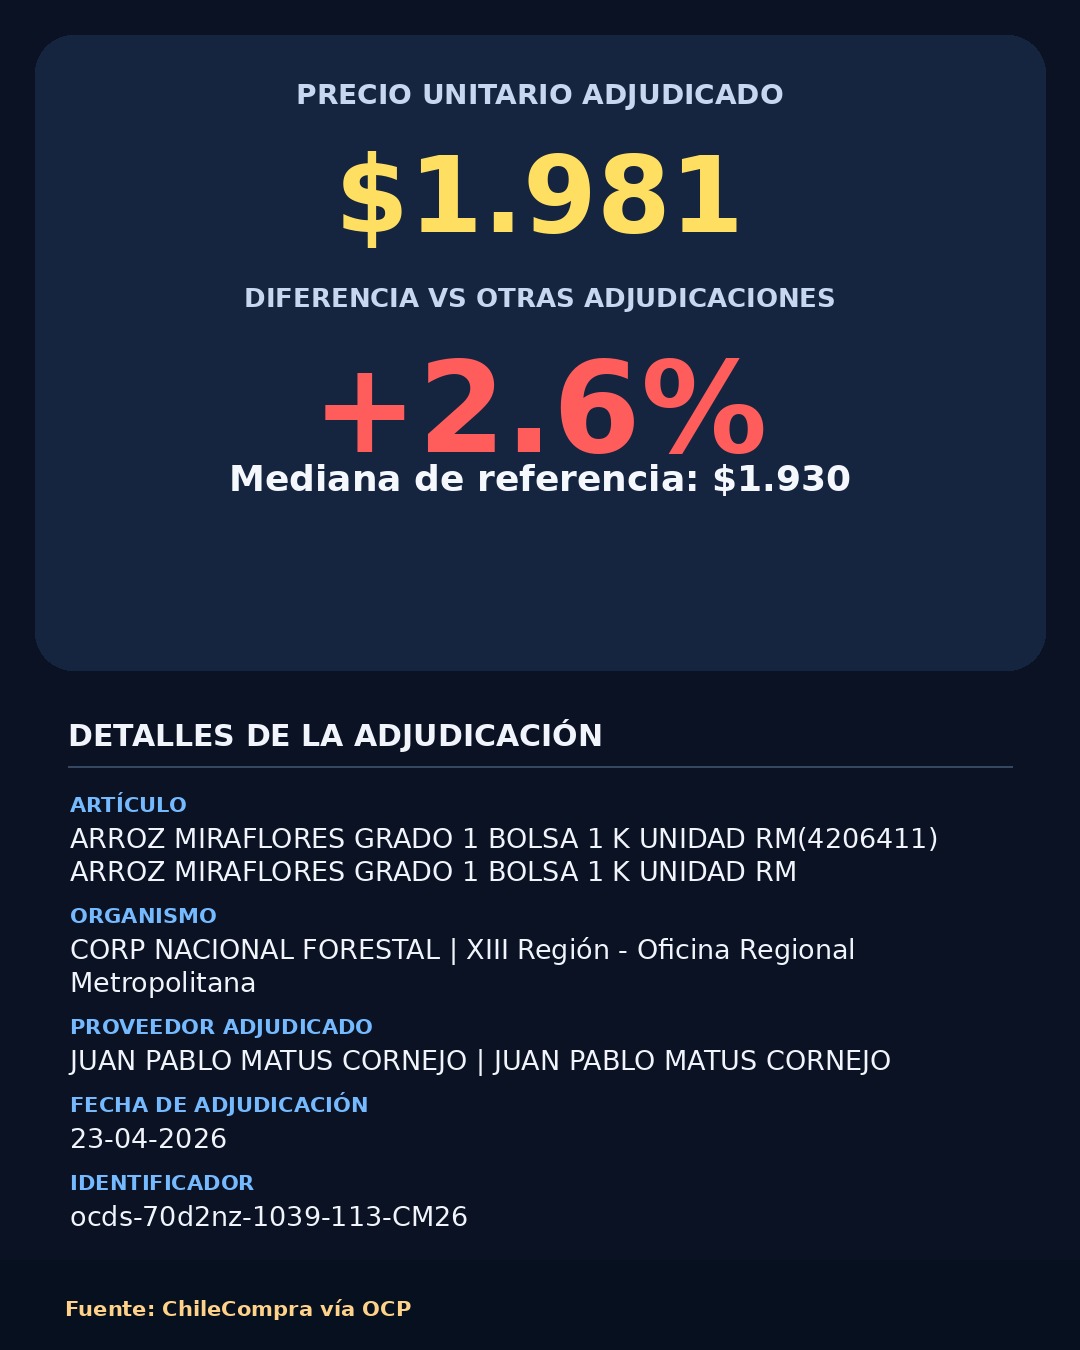 PRECIO UNITARIO ADJUDICADO
$1.981
DIFERENCIA VS OTRAS ADJUDICACIONES
+2.6%
Mediana de referencia: $1.930
DETALLES DE LA ADJUDICACIÓN
ARTÍCULO
ARROZ MIRAFLORES GRADO 1 BOLSA 1 K UNIDAD RM(4206411)
ARROZ MIRAFLORES GRADO 1 BOLSA 1 K UNIDAD RM
ORGANISMO
CORP NACIONAL FORESTAL | XIII Región - Oficina Regional
Metropolitana
PROVEEDOR ADJUDICADO
JUAN PABLO MATUS CORNEJO | JUAN PABLO MATUS CORNEJO
FECHA DE ADJUDICACIÓN
23-04-2026
IDENTIFICADOR
ocds-70d2nz-1039-113-CM26
Fuente: ChileCompra vía OCP